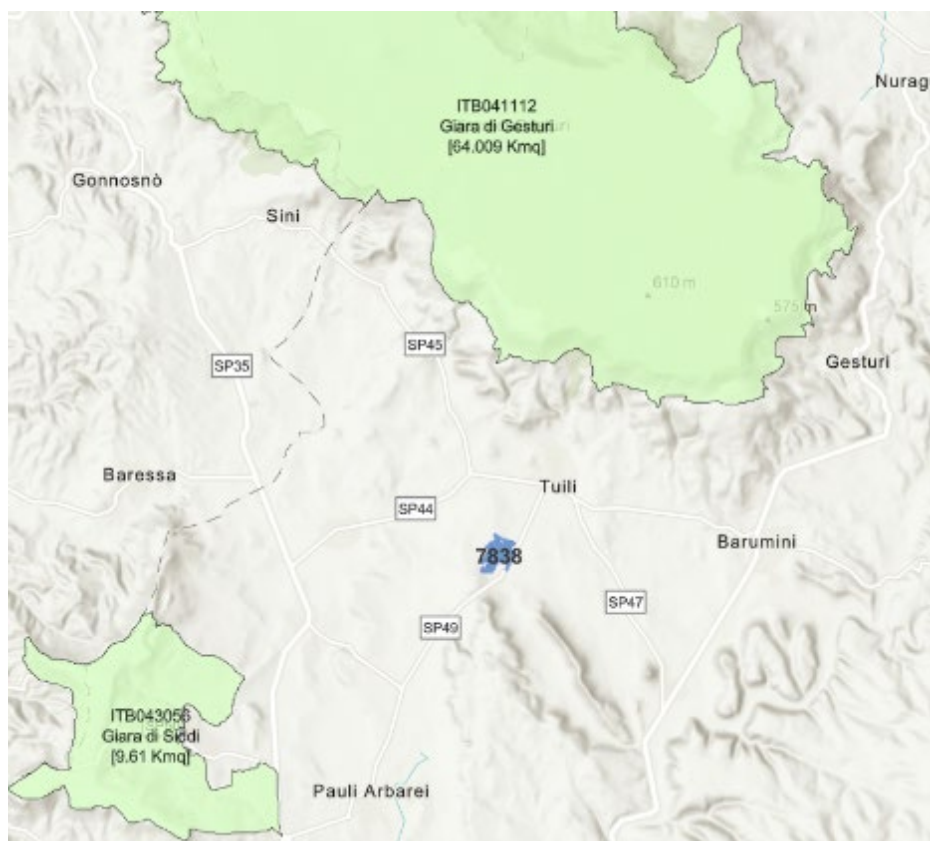 ITB041112
Giara di Gesturi
[64.009 Kmq]
Nurag
Gonnosnò
Sini
610 m
575 m
SP45
SP35
Gesturi
Baressa
Tuili
SP44
Barumini
7838
SP47
SP49
ITB043056
Giara di Siddi
[9.61 Kmq]
Pauli Arbarei